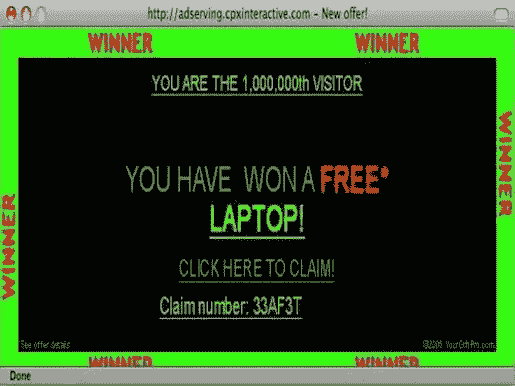 http://adserving.cpxinteractive.com - New offer!
WINNER WINNER
YOU ARE THE 1,000,000th VISITOR
YOU HAVE WON A FREE*
LAPTOP!
CLICK HERE TO CLAIM!
Claim number: 33AF3T
WINNER
WINNER
See offer details
WINNER WINNER
Done